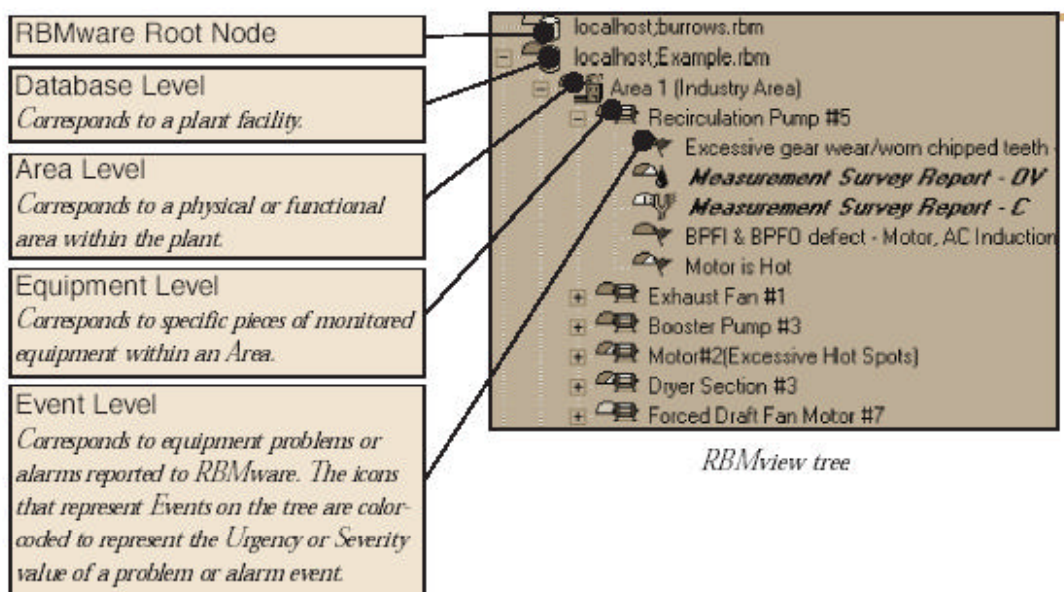 RBMware Root Node
Database Level
Corresponds to a plant facility.
Area Level
Corresponds to a physical or functional
area within the plant.
Equipment Level
Corresponds to specific pieces of monitored
equipment within an Area.
Event Level
Corresponds to equipment problems or
alarms reported to RBMware. The icons
that represent Events on the tree are color-
coded to represent the Urgency or Severity
value of a problem or alarm event.
localhost;burrows.rbm
localhost;Example.rbm
Area 1 (Industry Area)
Recirculation Pump #5
Excessive gear wear/worn chipped teeth -
Measurement Survey Report - OV
Measurement Survey Report - C
BPFI & BPFO defect - Motor, AC Induction
Motor is Hot
Exhaust Fan #1
Booster Pump #3
Motor#2(Excessive Hot Spots)
Dryer Section #3
Forced Draft Fan Motor #7
RBMview tree